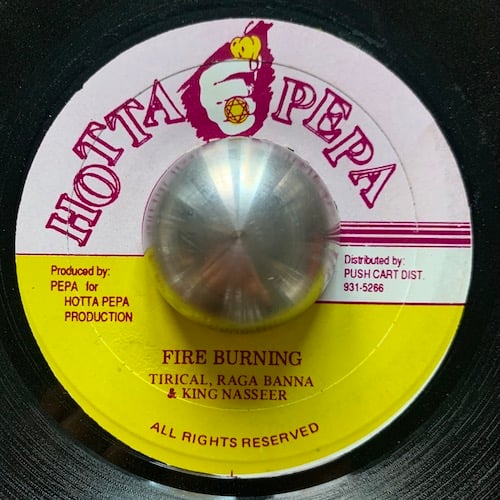 HOTTA PEPA
Produced by:
PEPA for
HOTTA PEPA
PRODUCTION
Distributed by:
PUSH CART DIST.
931-5266
FIRE BURNING
TIRICAL, RAGA BANNA
& KING NASSEER
ALL RIGHTS RESERVED